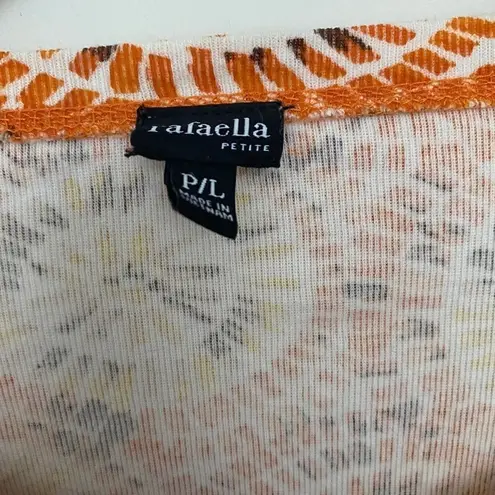 Rafaella
PETITE
P/L
MADE IN
VIETNAM